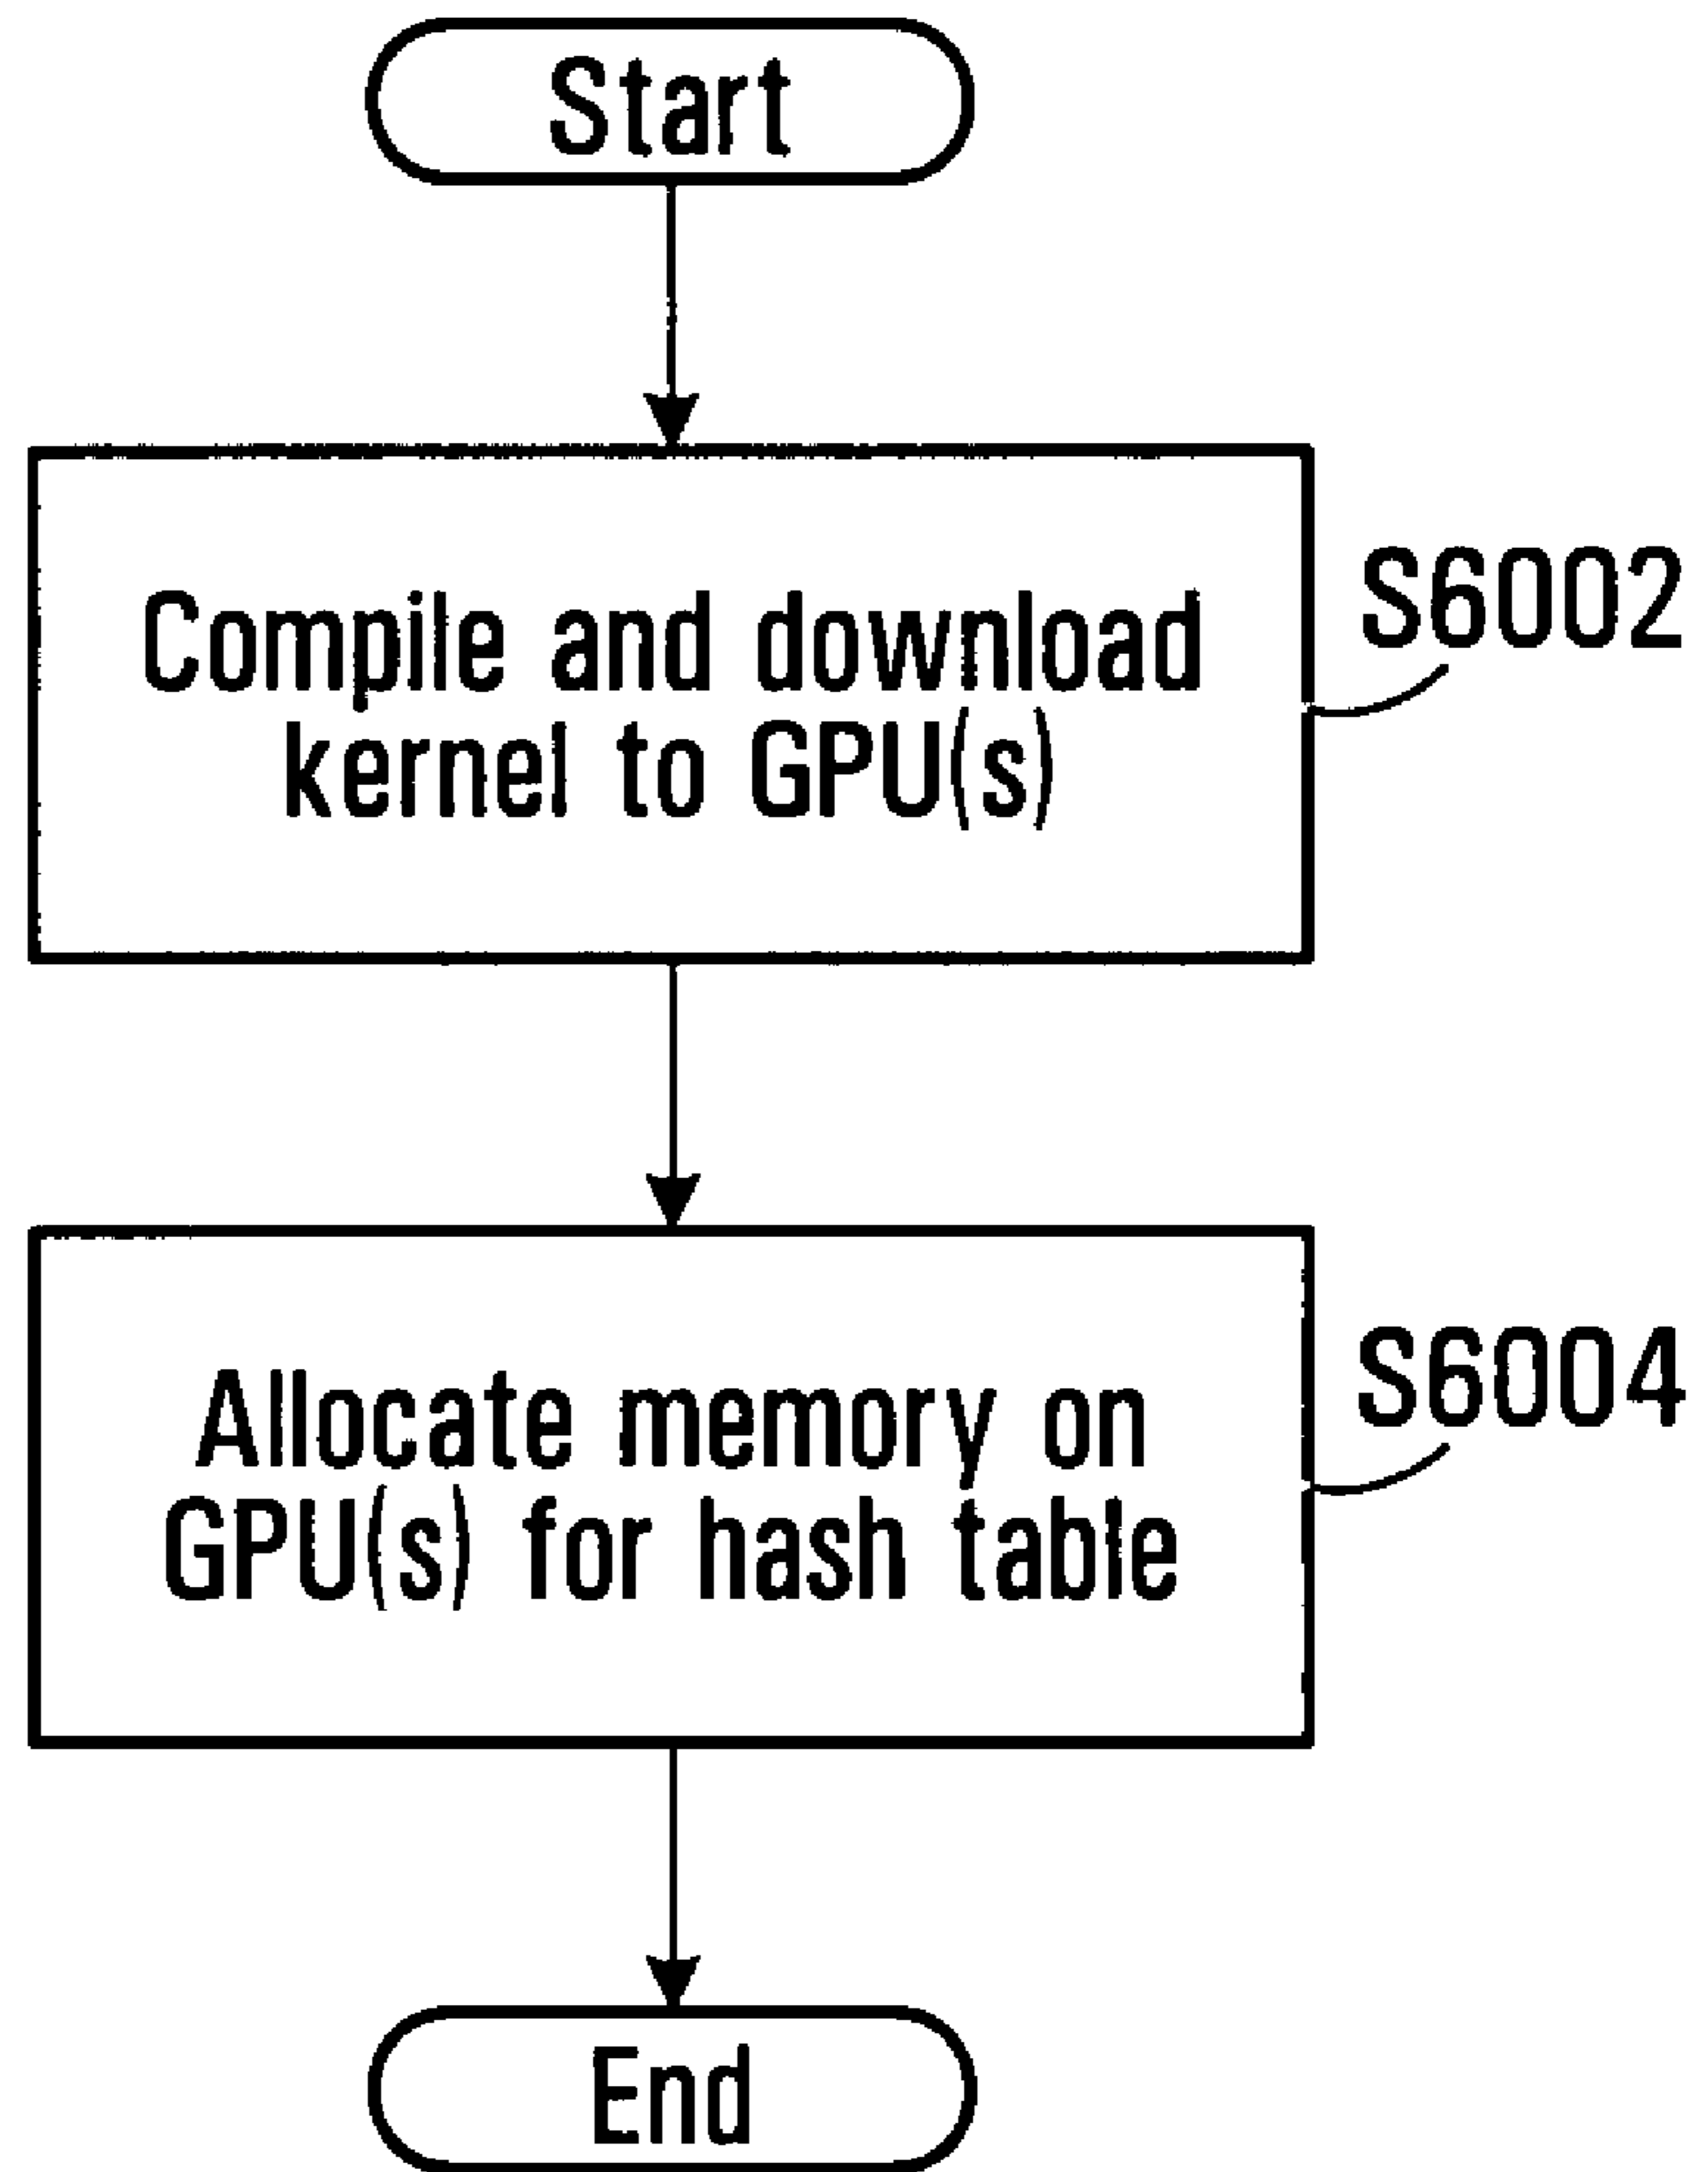 Start
Compile and download
kernel to GPU(s)
S6002
Allocate memory on
GPU(s) for hash table
S6004
End